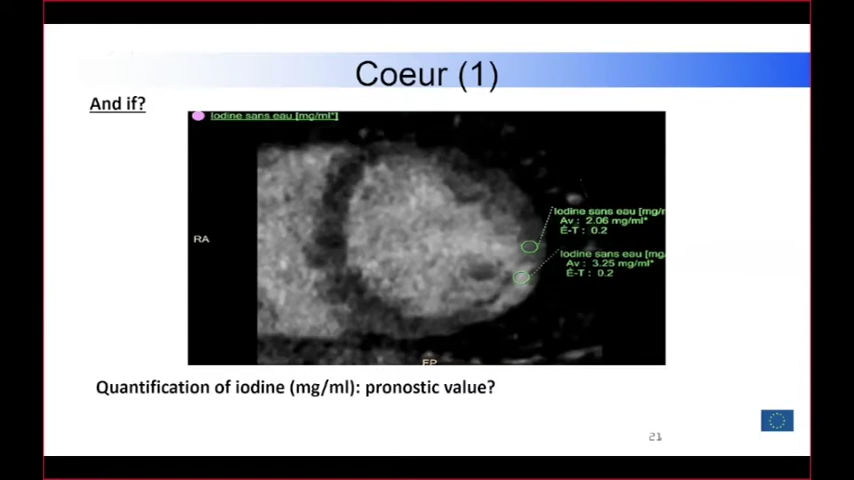 Coeur (1)
And if?
Iodine sans eau [mg/ml*]
RA
Iodine sans eau [mg/m
Av : 2.06 mg/ml*
É-T : 0.2
Iodine sans eau [mg/
Av : 3.25 mg/ml*
É-T : 0.2
FP
Quantification of iodine (mg/ml): pronostic value?
21